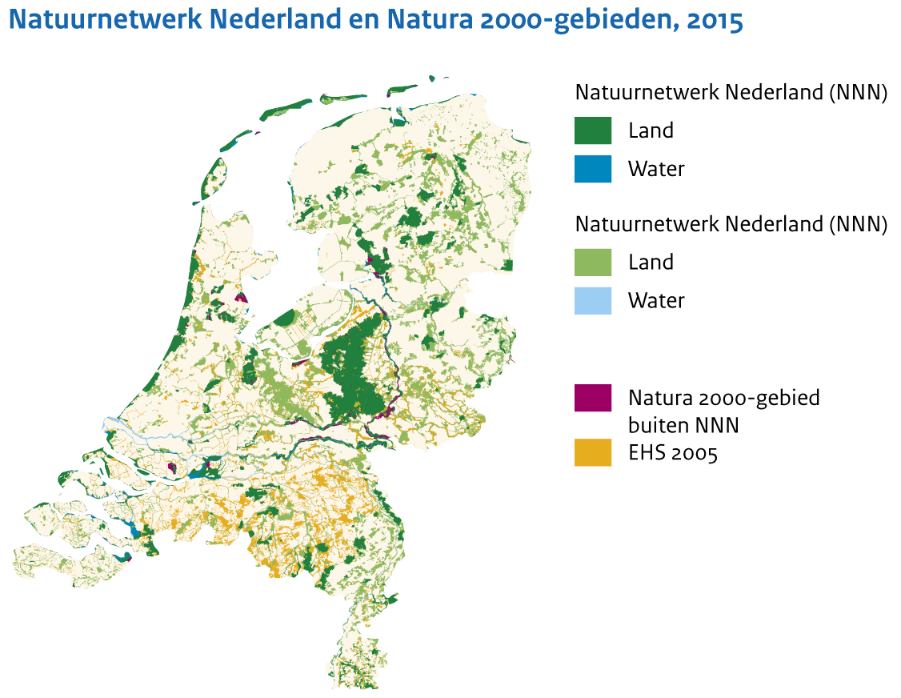 Natuurnetwerk Nederland en Natura 2000-gebieden, 2015
Natuurnetwerk Nederland (NNN)
Land
Water
Natuurnetwerk Nederland (NNN)
Land
Water
Natura 2000-gebied
buiten NNN
EHS 2005